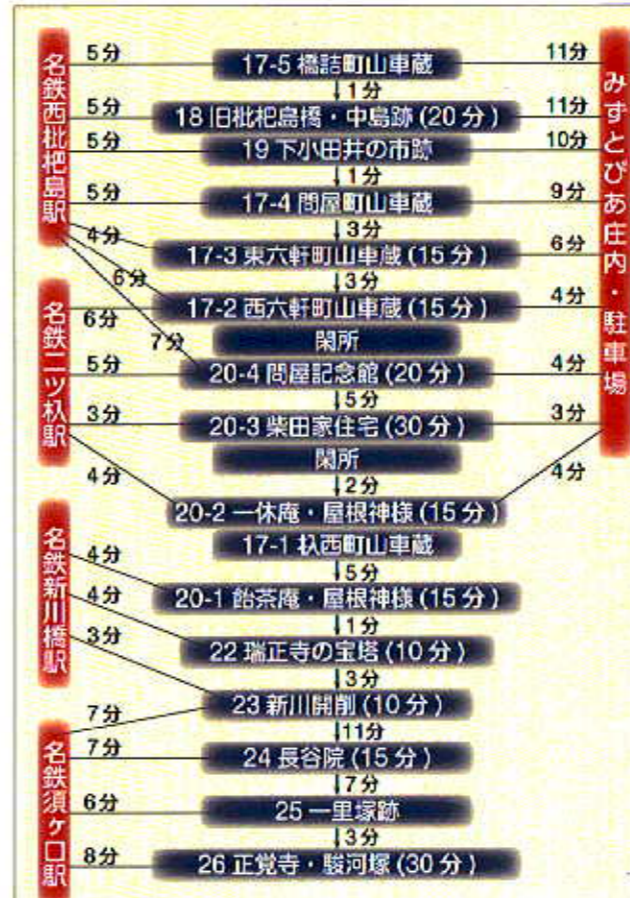 名鉄西枇杷島駅
名鉄二ツ杁駅
名鉄新川橋駅
名鉄須ヶ口駅
みずとぴあ庄内・駐車場
5分
17-5 橋詰町山車蔵
11分
↓1分
5分
18 旧枇杷島橋・中島跡 (20分)
11分
5分
19 下小田井の市跡
10分
↓1分
5分
17-4 問屋町山車蔵
9分
↓3分
4分
17-3 東六軒町山車蔵 (15分)
6分
↓3分
6分
6分
17-2 西六軒町山車蔵 (15分)
4分
閑所
7分
5分
20-4 問屋記念館 (20分)
4分
↓5分
3分
20-3 柴田家住宅 (30分)
3分
閑所
↓2分
4分
4分
20-2 一休庵・屋根神様 (15分)
17-1 杁西町山車蔵
↓5分
4分
20-1 飴茶庵・屋根神様 (15分)
↓1分
4分
22 瑞正寺の宝塔 (10分)
↓3分
3分
23 新川開削 (10分)
7分
↓11分
7分
24 長谷院 (15分)
↓7分
6分
25 一里塚跡
↓3分
8分
26 正覚寺・駿河塚 (30分)